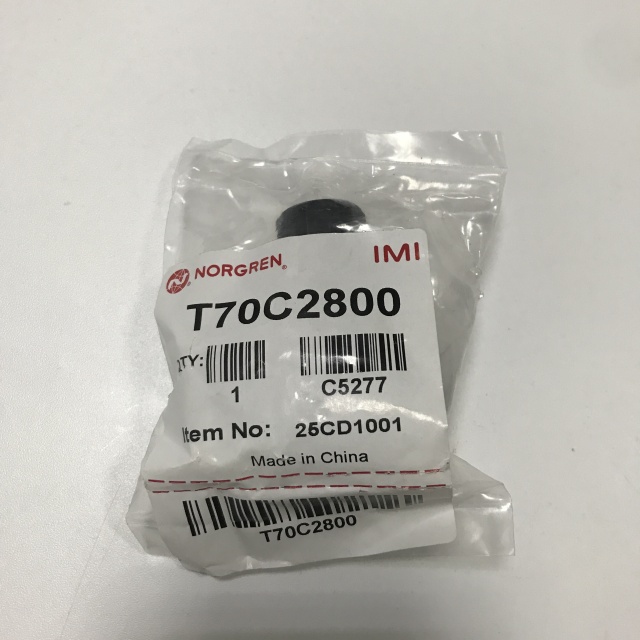 NORGREN® IMI
T70C2800
QTY:
1 C5277
Item No: 25CD1001
Made in China
T70C2800